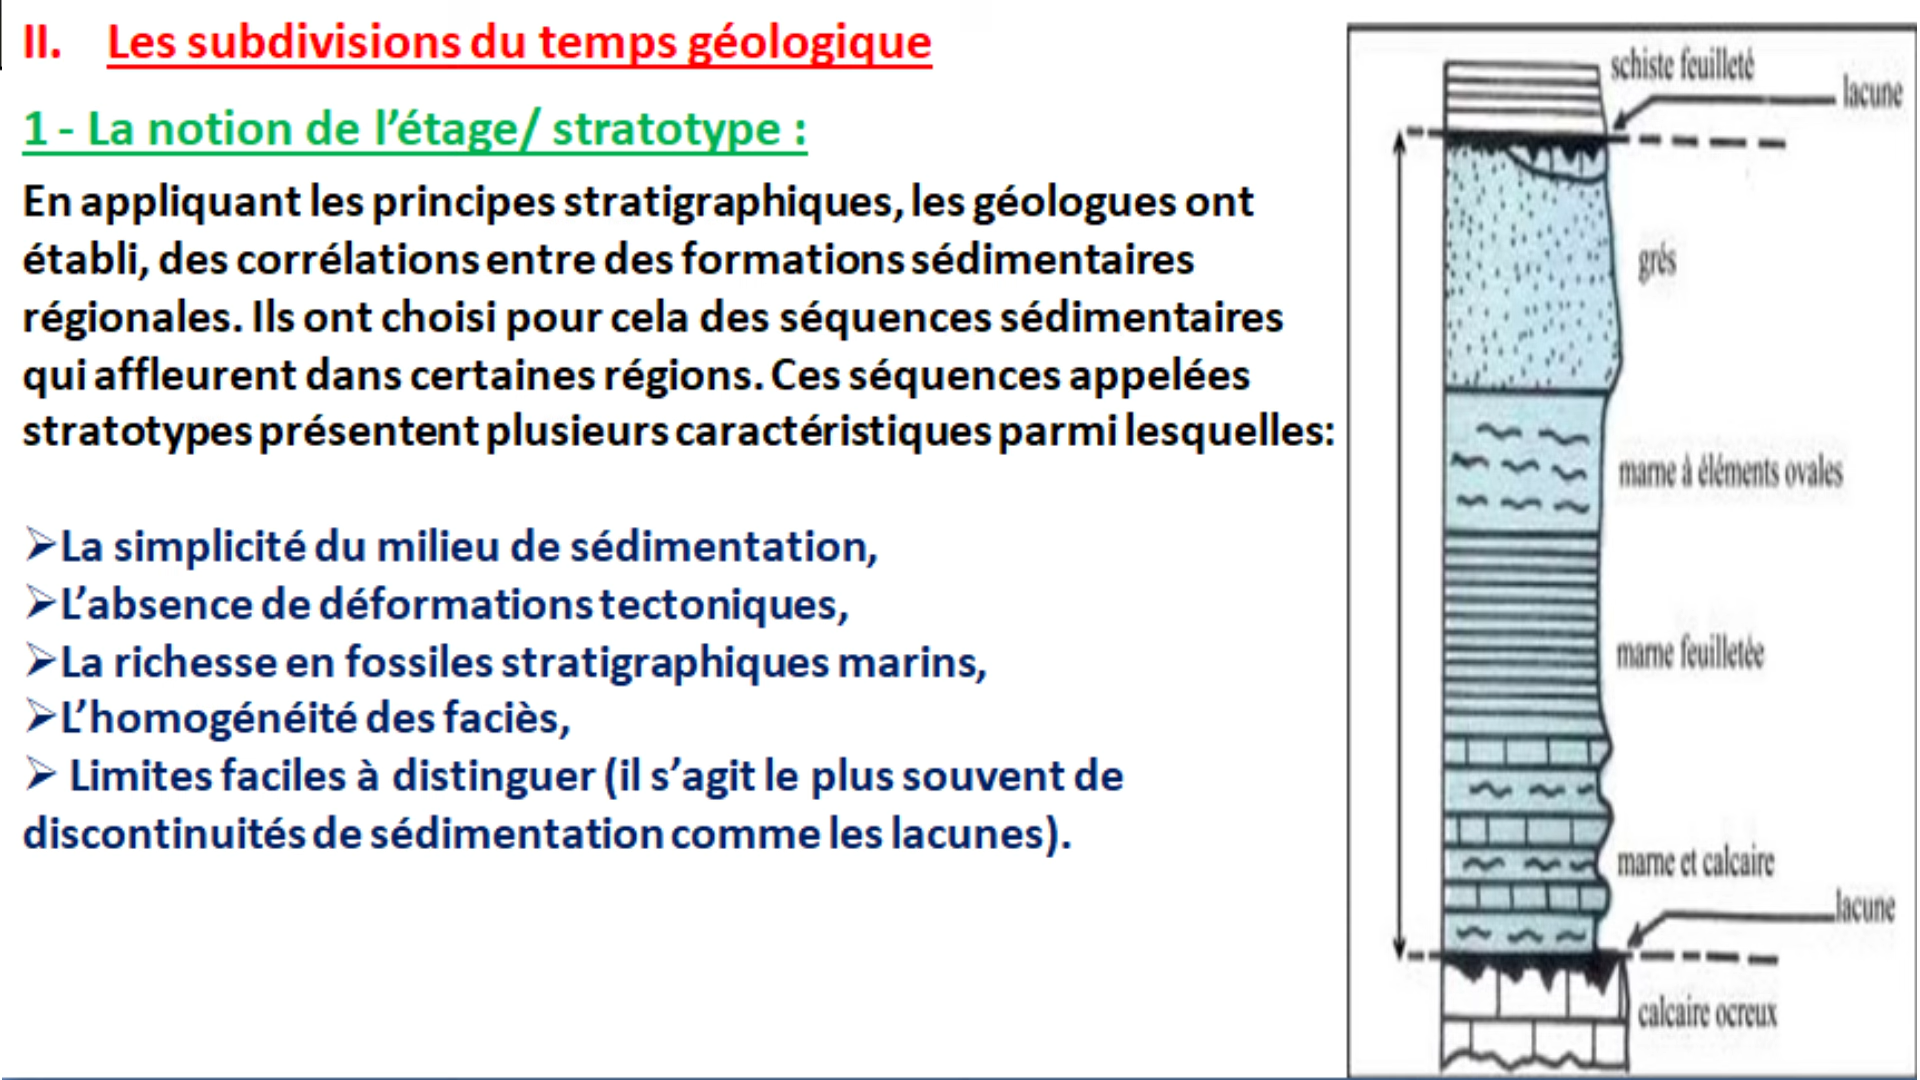 II. Les subdivisions du temps géologique
1 - La notion de l'étage/ stratotype :
En appliquant les principes stratigraphiques, les géologues ont
établi, des corrélations entre des formations sédimentaires
régionales. Ils ont choisi pour cela des séquences sédimentaires
qui affleurent dans certaines régions. Ces séquences appelées
stratotypes présentent plusieurs caractéristiques parmi lesquelles:
➢La simplicité du milieu de sédimentation,
➢L'absence de déformations tectoniques,
➢La richesse en fossiles stratigraphiques marins,
➢L'homogénéité des faciès,
➢ Limites faciles à distinguer (il s'agit le plus souvent de
discontinuités de sédimentation comme les lacunes).
schiste feuilleté
lacune
grés
marne à éléments ovales
marne feuilletée
marne et calcaire
lacune
calcaire ocreux